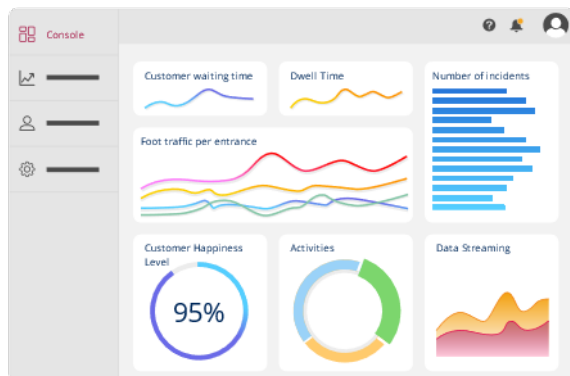 Console
Customer waiting time
Dwell Time
Number of incidents
Foot traffic per entrance
Customer Happiness
Level
95%
Activities
Data Streaming